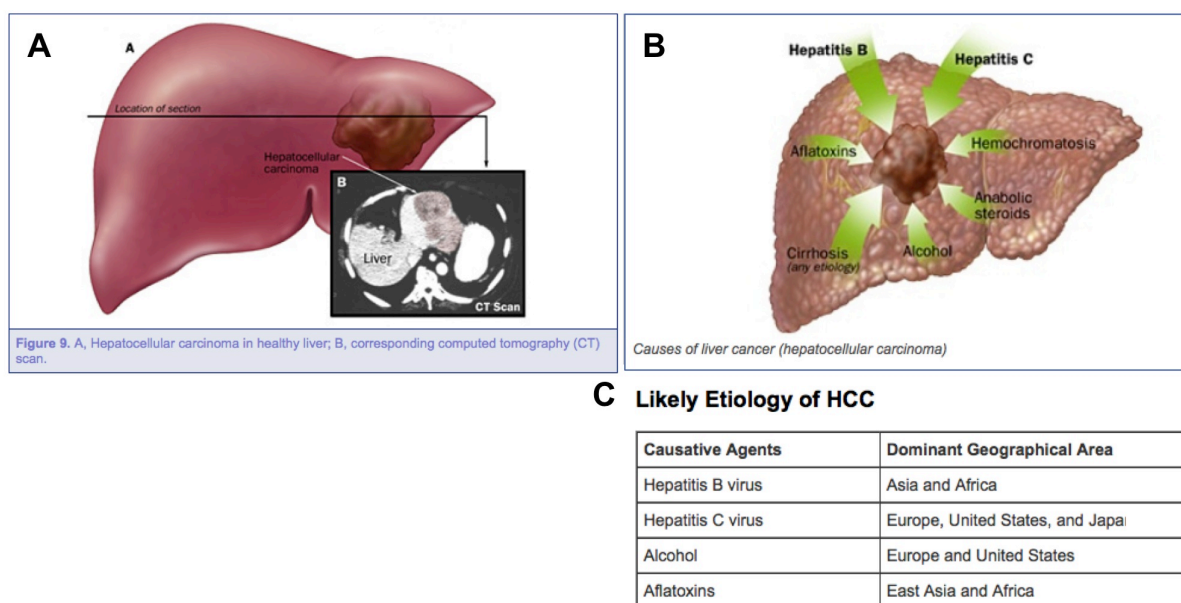 A
A
Location of section
Hepatocellular
carcinoma
B
Liver
CT Scan
Figure 9. A, Hepatocellular carcinoma in healthy liver; B, corresponding computed tomography (CT)
scan.
B
Hepatitis B
Hepatitis C
Aflatoxins
Hemochromatosis
Anabolic
steroids
Cirrhosis
(any etiology)
Alcohol
Causes of liver cancer (hepatocellular carcinoma)
C Likely Etiology of HCC
Causative Agents Dominant Geographical Area
Hepatitis B virus Asia and Africa
Hepatitis C virus Europe, United States, and Japa
Alcohol Europe and United States
Aflatoxins East Asia and Africa